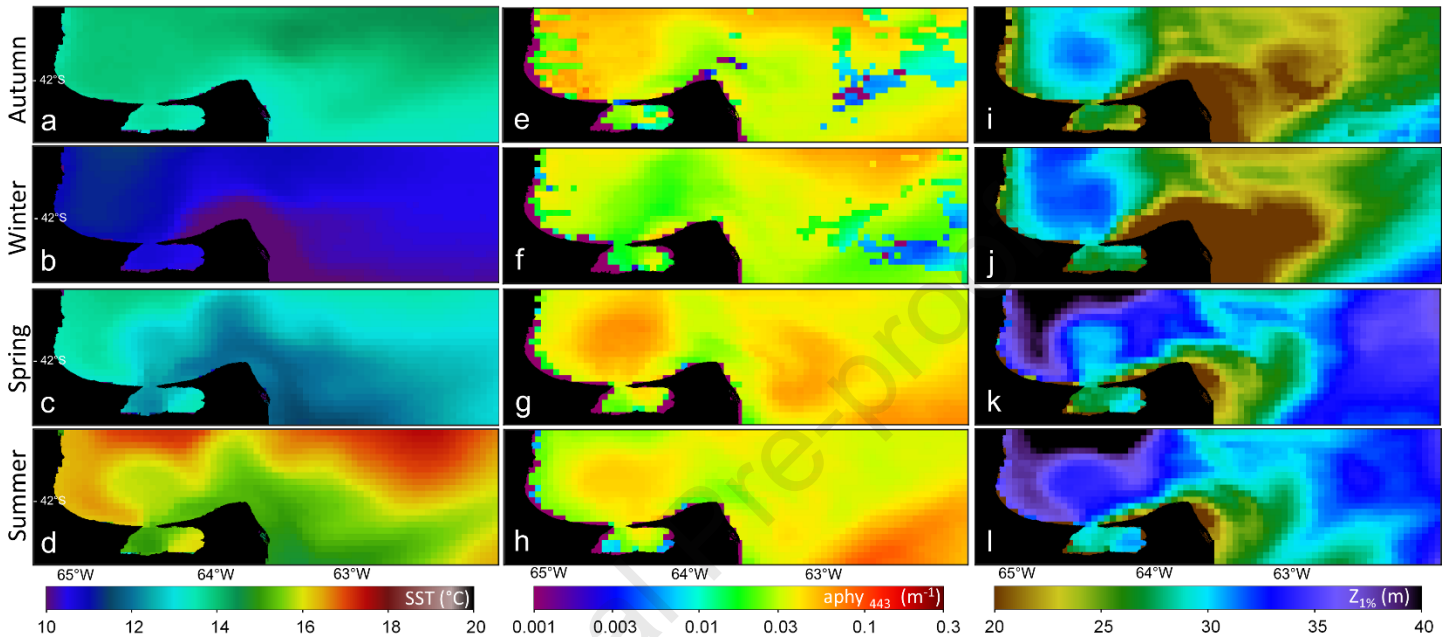 Autumn
42°S
a
e
i
Winter
42°S
b
f
j
Spring
42°S
c
g
k
Summer
42°S
d
h
l
65°W 64°W 63°W 65°W 64°W 63°W 65°W 64°W 63°W
SST (°C)
aphy 443 (m-1)
Z1% (m)
10 12 14 16 18 20 0.001 0.003 0.01 0.03 0.1 0.3 20 25 30 35 40